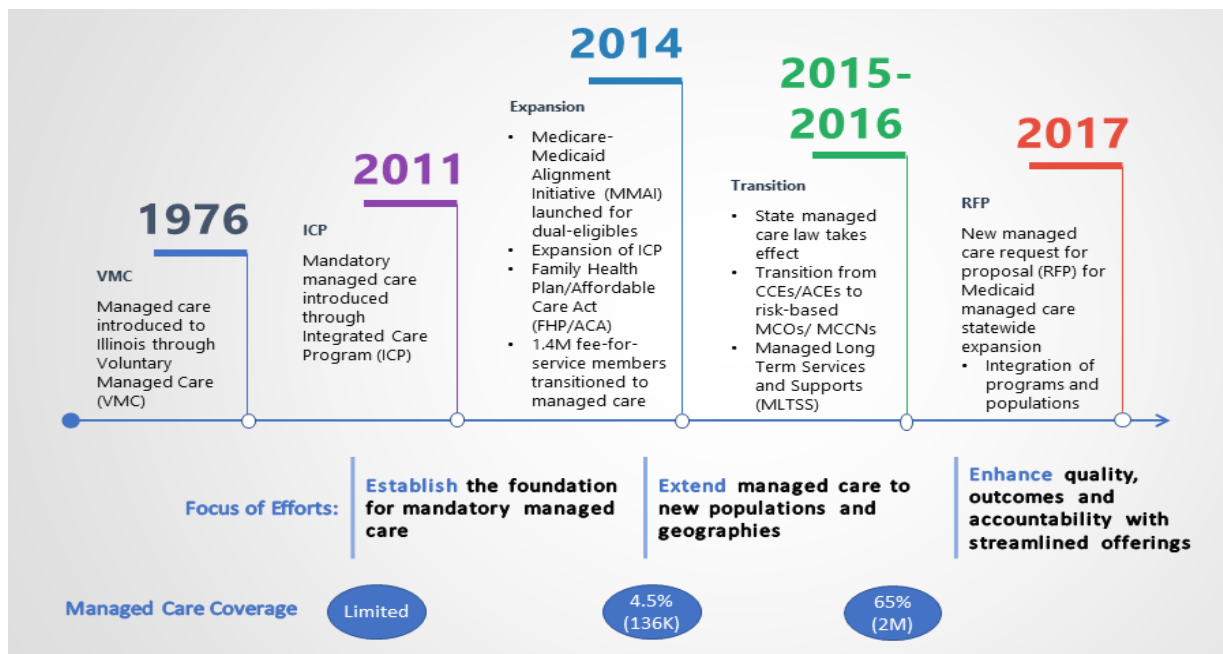 1976
VMC
Managed care
introduced to
Illinois through
Voluntary
Managed Care
(VMC)
2011
ICP
Mandatory
managed care
introduced
through
Integrated Care
Program (ICP)
2014
Expansion
• Medicare-
Medicaid
Alignment
Initiative (MMAI)
launched for
dual-eligibles
• Expansion of ICP
• Family Health
Plan/Affordable
Care Act
(FHP/ACA)
• 1.4M fee-for-
service members
transitioned to
managed care
2015-
2016
Transition
• State managed
care law takes
effect
• Transition from
CCEs/ACEs to
risk-based
MCOs/ MCCNs
• Managed Long
Term Services
and Supports
(MLTSS)
2017
RFP
New managed
care request for
proposal (RFP) for
Medicaid
managed care
statewide
expansion
• Integration of
programs and
populations
Focus of Efforts:
Establish the foundation
for mandatory managed
care
Extend managed care to
new populations and
geographies
Enhance quality,
outcomes and
accountability with
streamlined offerings
Managed Care Coverage
Limited
4.5%
(136K)
65%
(2M)